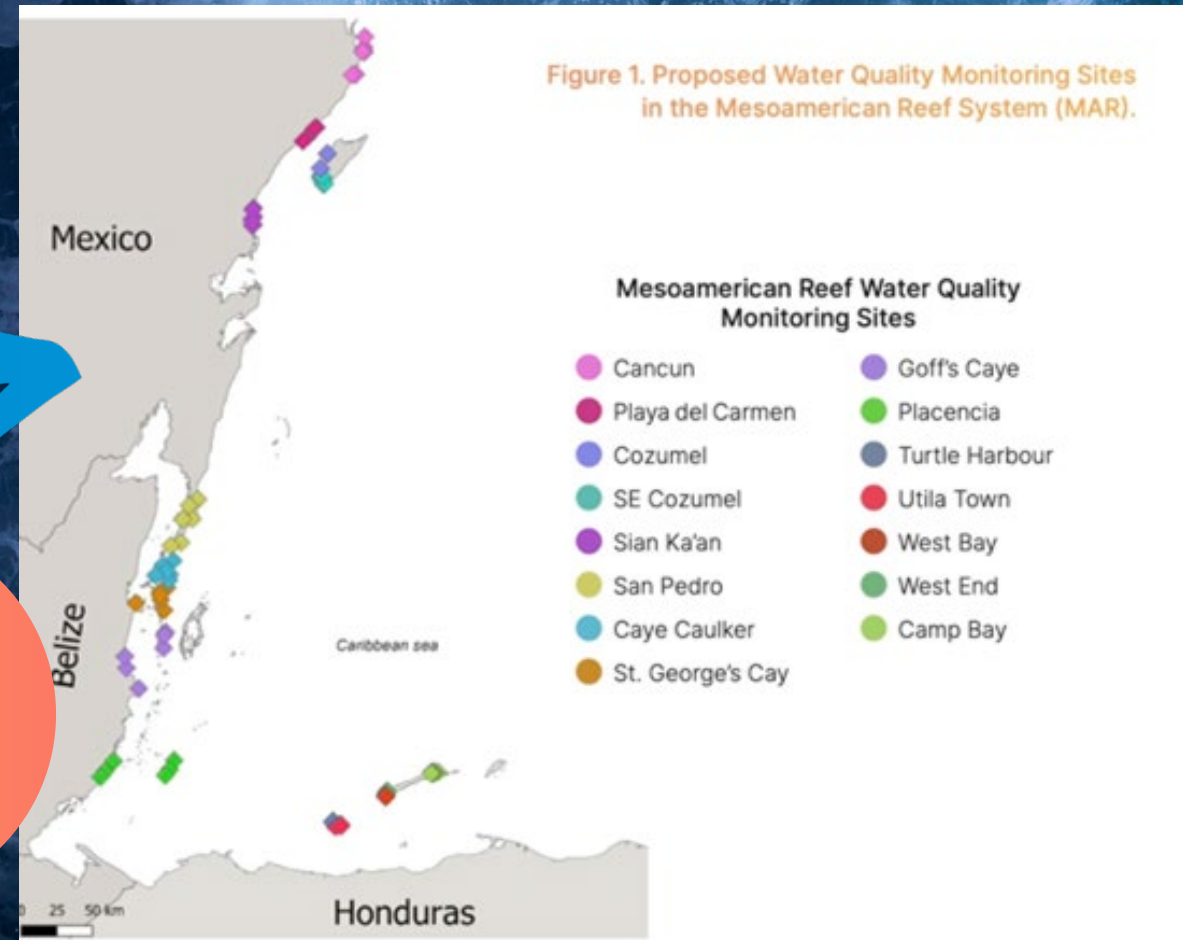 Figure 1. Proposed Water Quality Monitoring Sites
in the Mesoamerican Reef System (MAR).
Mexico
Mesoamerican Reef Water Quality
Monitoring Sites
Cancun
Playa del Carmen
Cozumel
SE Cozumel
Sian Ka'an
San Pedro
Caye Caulker
St. George's Cay
Goff's Caye
Placencia
Turtle Harbour
Utila Town
West Bay
West End
Camp Bay
Belize
Caribbean sea
0 25 50 km
Honduras